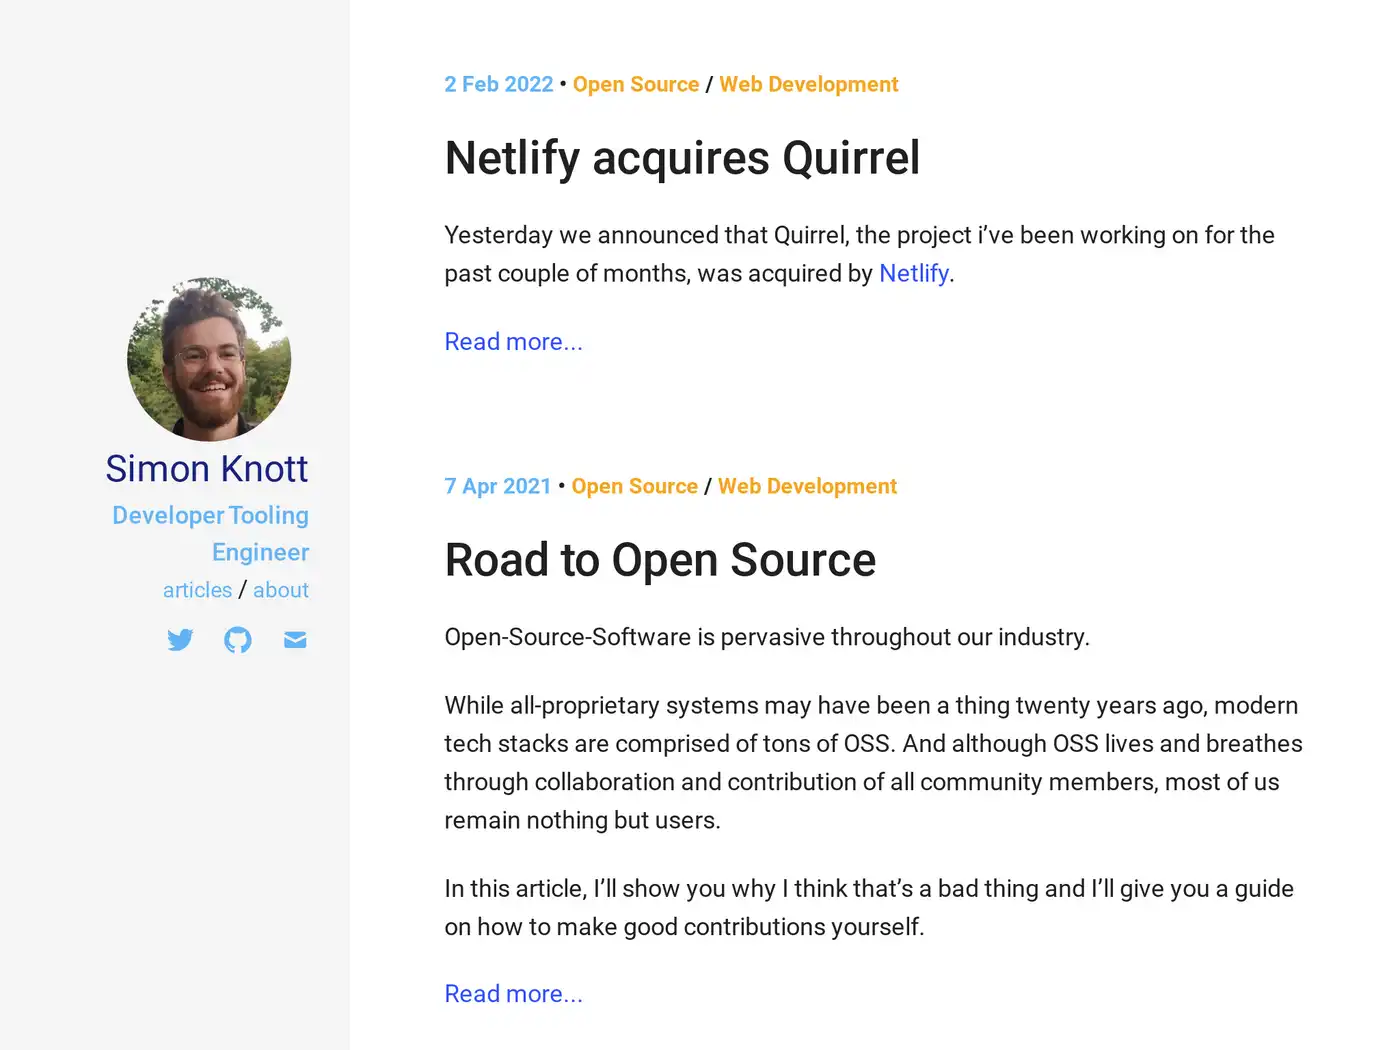 Simon Knott
Developer Tooling
Engineer
articles / about
2 Feb 2022 • Open Source / Web Development
Netlify acquires Quirrel
Yesterday we announced that Quirrel, the project i’ve been working on for the
past couple of months, was acquired by Netlify.
Read more...
7 Apr 2021 • Open Source / Web Development
Road to Open Source
Open-Source-Software is pervasive throughout our industry.
While all-proprietary systems may have been a thing twenty years ago, modern
tech stacks are comprised of tons of OSS. And although OSS lives and breathes
through collaboration and contribution of all community members, most of us
remain nothing but users.
In this article, I’ll show you why I think that’s a bad thing and I’ll give you a guide
on how to make good contributions yourself.
Read more...